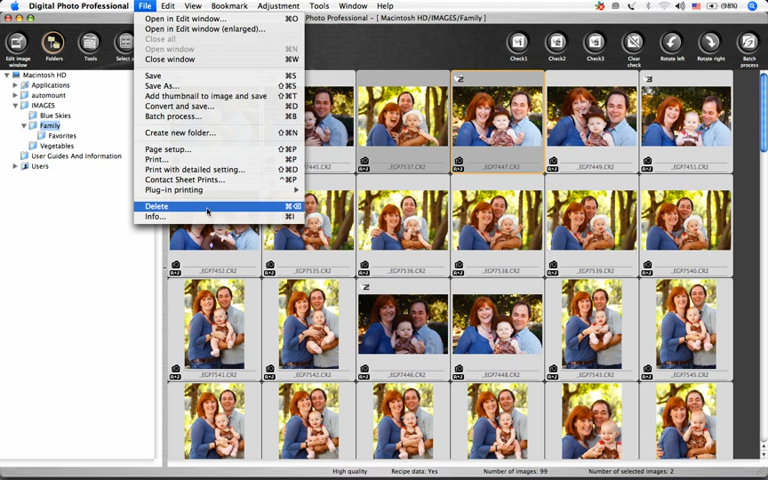 Digital Photo Professional File Edit View Bookmark Adjustment Tools Window Recipe Help (98%)
Digital Photo Professional - [ Macintosh HD/IMAGES/Family ]
Edit image window
Folders
Tools
Check1
Check2
Check3
Clear check
Rotate left
Rotate right
Batch process
Open in Edit window... ⌘O
Open in Edit window (enlarged)...
Close all
Open window ⌘N
Close window ⌘W
Save ⌘S
Save As... ⇧⌘S
Add thumbnail to image and save ⇧⌘T
Convert and save... ⌘D
Batch process... ⌘B
Create new folder... ⇧⌘N
Page setup... ⇧⌘P
Print... ⌘P
Print with detailed setting... ⇧⌘D
Contact Sheet Prints... ^⌘P
Plug-in printing
Delete ⌘⌫
Info... ⌘I
Macintosh HD
Applications
automount
IMAGES
Blue Skies
Family
Favorites
Vegetables
User Guides And Information
Users
7445.CR2
_EGP7537.CR2
_EGP7447.CR2
_EGP7450.CR2
_EGP7451.CR2
_EGP7452.CR2
_EGP7535.CR2
_EGP7536.CR2
_EGP7538.CR2
_EGP7539.CR2
_EGP7540.CR2
_EGP7541.CR2
_EGP7542.CR2
_EGP7446.CR2
_EGP7448.CR2
_EGP7543.CR2
_EGP7545.CR2
High quality Recipe data: Yes Number of images: 99 Number of selected images: 2